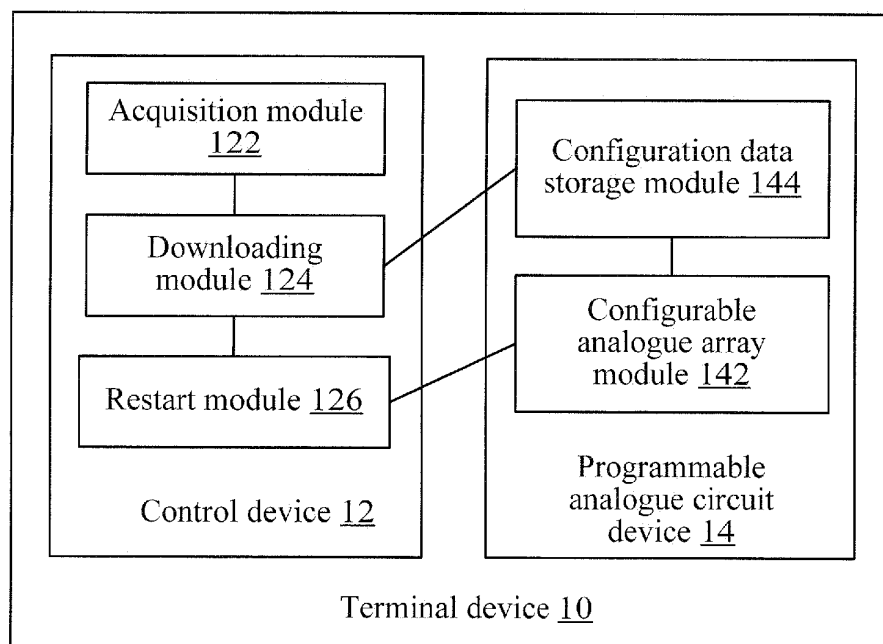 Acquisition module
122
Downloading
module 124
Restart module 126
Control device 12
Configuration data
storage module 144
Configurable
analogue array
module 142
Programmable
analogue circuit
device 14
Terminal device 10